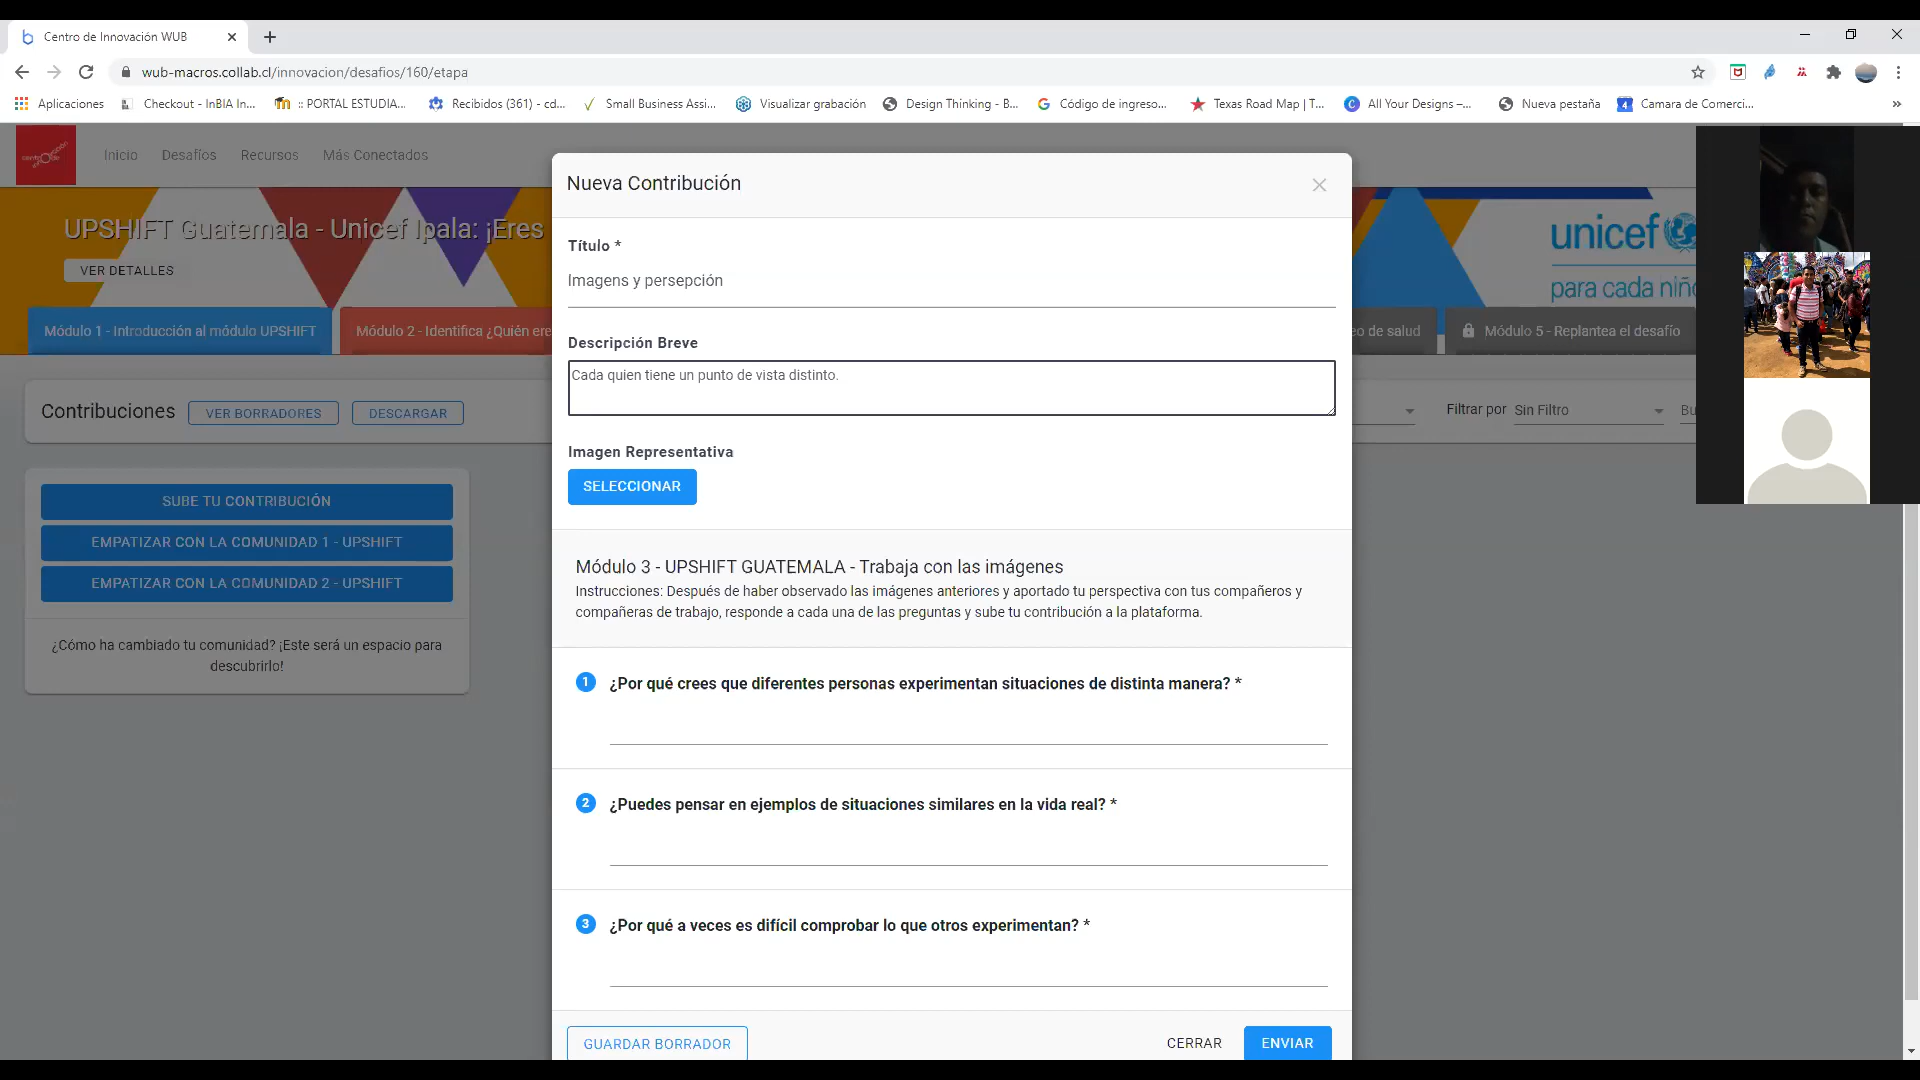 Centro de Innovación WUB
wub-macros.collab.cl/innovacion/desafios/160/etapa
Aplicaciones
Checkout - InBIA In...
:: PORTAL ESTUDIA...
Recibidos (361) - cd...
Small Business Assi...
Visualizar grabación
Design Thinking - B...
Código de ingreso...
Texas Road Map | T...
All Your Designs –...
Nueva pestaña
Camara de Comerci...
Inicio
Desafíos
Recursos
Más Conectados
UPSHIFT Guatemala - Unicef Ipala: ¡Eres
VER DETALLES
unicef
para cada niño
Módulo 1 - Introducción al módulo UPSHIFT
Módulo 2 - Identifica ¿Quién ere
eo de salud
Módulo 5 - Replantea el desafío
Contribuciones
VER BORRADORES
DESCARGAR
Filtrar por
Sin Filtro
Bu
SUBE TU CONTRIBUCIÓN
EMPATIZAR CON LA COMUNIDAD 1 - UPSHIFT
EMPATIZAR CON LA COMUNIDAD 2 - UPSHIFT
¿Cómo ha cambiado tu comunidad? ¡Este será un espacio para
descubrirlo!
Nueva Contribución
Título *
Imagens y persepción
Descripción Breve
Cada quien tiene un punto de vista distinto.
Imagen Representativa
SELECCIONAR
Módulo 3 - UPSHIFT GUATEMALA - Trabaja con las imágenes
Instrucciones: Después de haber observado las imágenes anteriores y aportado tu perspectiva con tus compañeros y
compañeras de trabajo, responde a cada una de las preguntas y sube tu contribución a la plataforma.
1 ¿Por qué crees que diferentes personas experimentan situaciones de distinta manera? *
2 ¿Puedes pensar en ejemplos de situaciones similares en la vida real? *
3 ¿Por qué a veces es difícil comprobar lo que otros experimentan? *
GUARDAR BORRADOR
CERRAR
ENVIAR